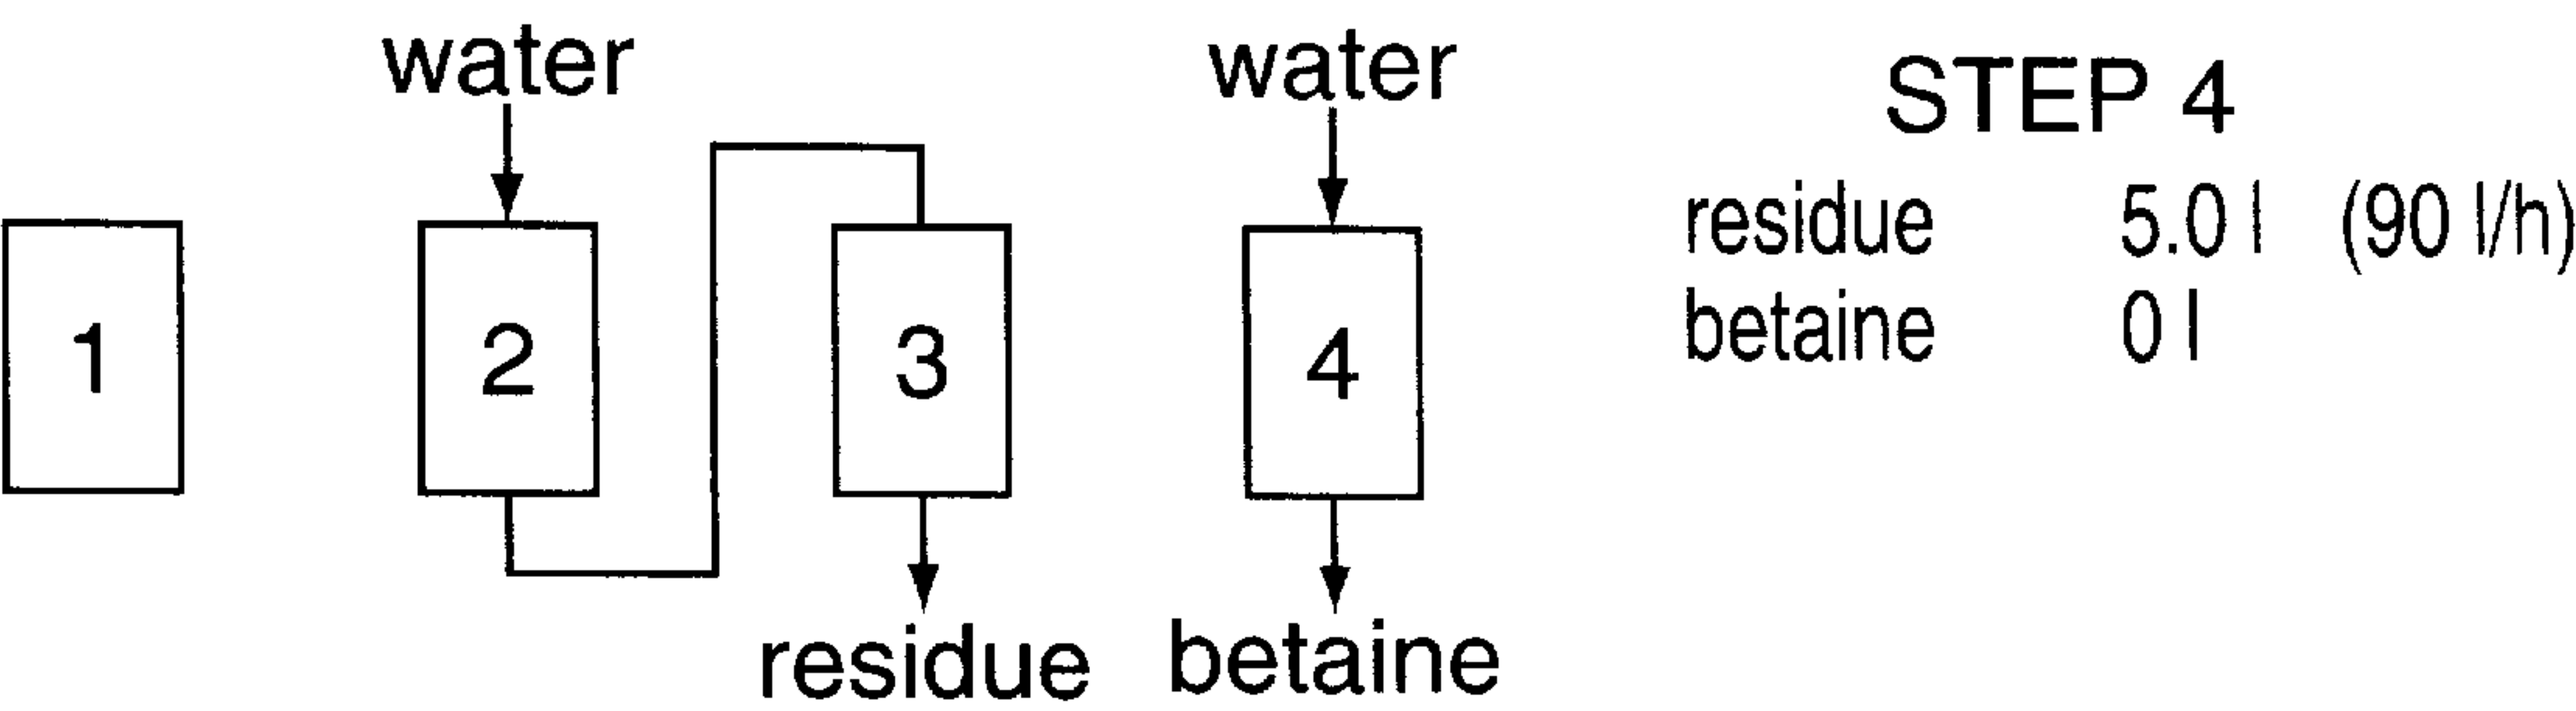 water water STEP 4
residue 5.0 l (90 l/h)
betaine 0 l
1 2 3 4
residue betaine